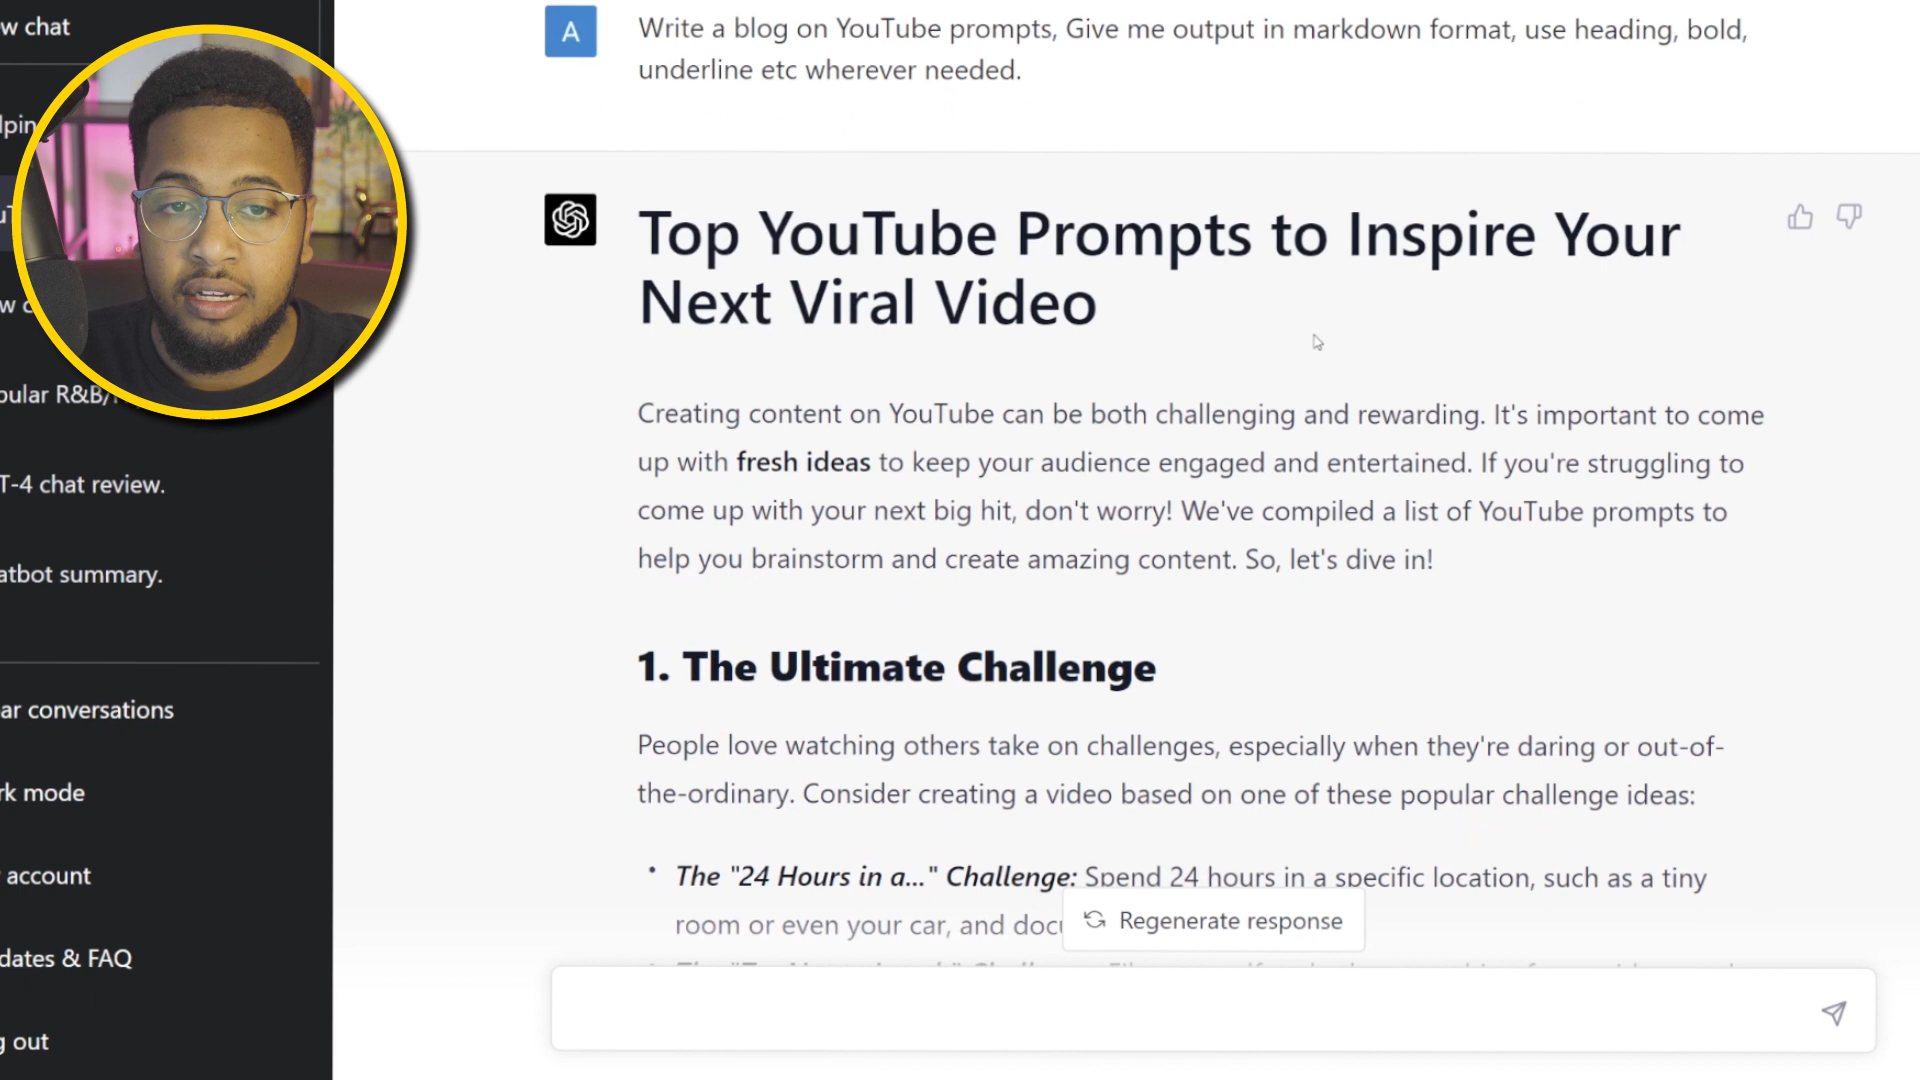 w chat
lpin
w c
pular R&B/
T-4 chat review.
atbot summary.
ar conversations
rk mode
account
dates & FAQ
g out
A
Write a blog on YouTube prompts, Give me output in markdown format, use heading, bold,
underline etc wherever needed.
Top YouTube Prompts to Inspire Your
Next Viral Video
Creating content on YouTube can be both challenging and rewarding. It's important to come
up with fresh ideas to keep your audience engaged and entertained. If you're struggling to
come up with your next big hit, don't worry! We've compiled a list of YouTube prompts to
help you brainstorm and create amazing content. So, let's dive in!
1. The Ultimate Challenge
People love watching others take on challenges, especially when they're daring or out-of-
the-ordinary. Consider creating a video based on one of these popular challenge ideas:
• The "24 Hours in a..." Challenge: Spend 24 hours in a specific location, such as a tiny
room or even your car, and docu
Regenerate response